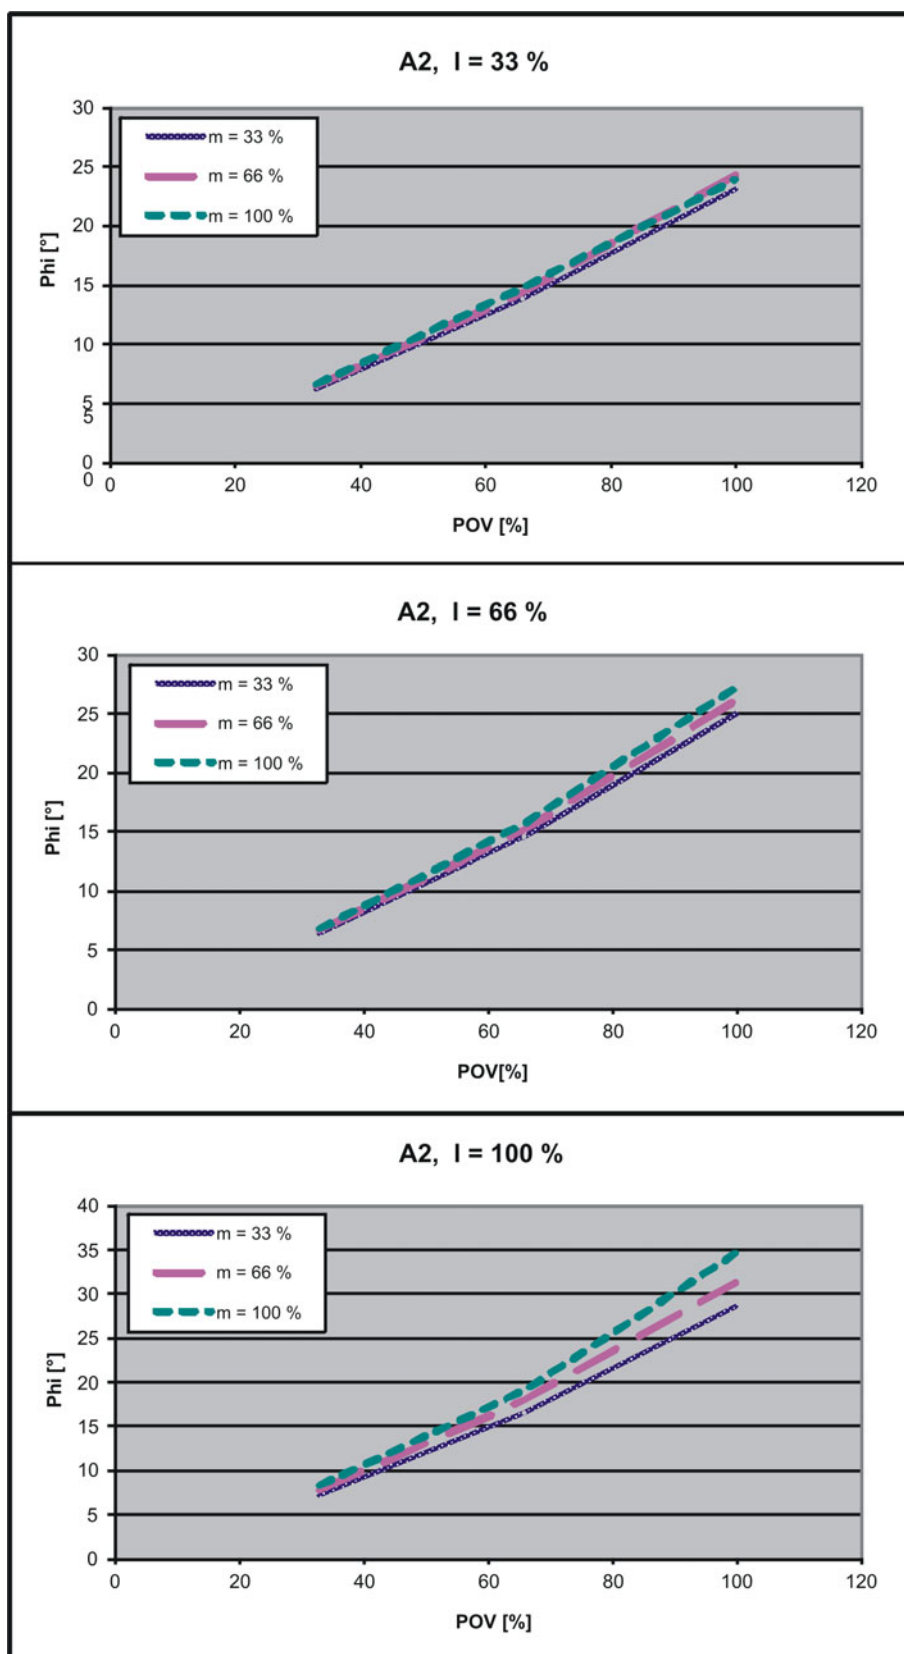 A2, l = 33 %
30
25
20
15
10
5
5
0
0
Phi [°]
m = 33 %
m = 66 %
m = 100 %
0 20 40 60 80 100 120
POV [%]
A2, l = 66 %
30
25
20
15
10
5
0
Phi [°]
m = 33 %
m = 66 %
m = 100 %
0 20 40 60 80 100 120
POV[%]
A2, l = 100 %
40
35
30
25
20
15
10
5
0
Phi [°]
m = 33 %
m = 66 %
m = 100 %
0 20 40 60 80 100 120
POV [%]